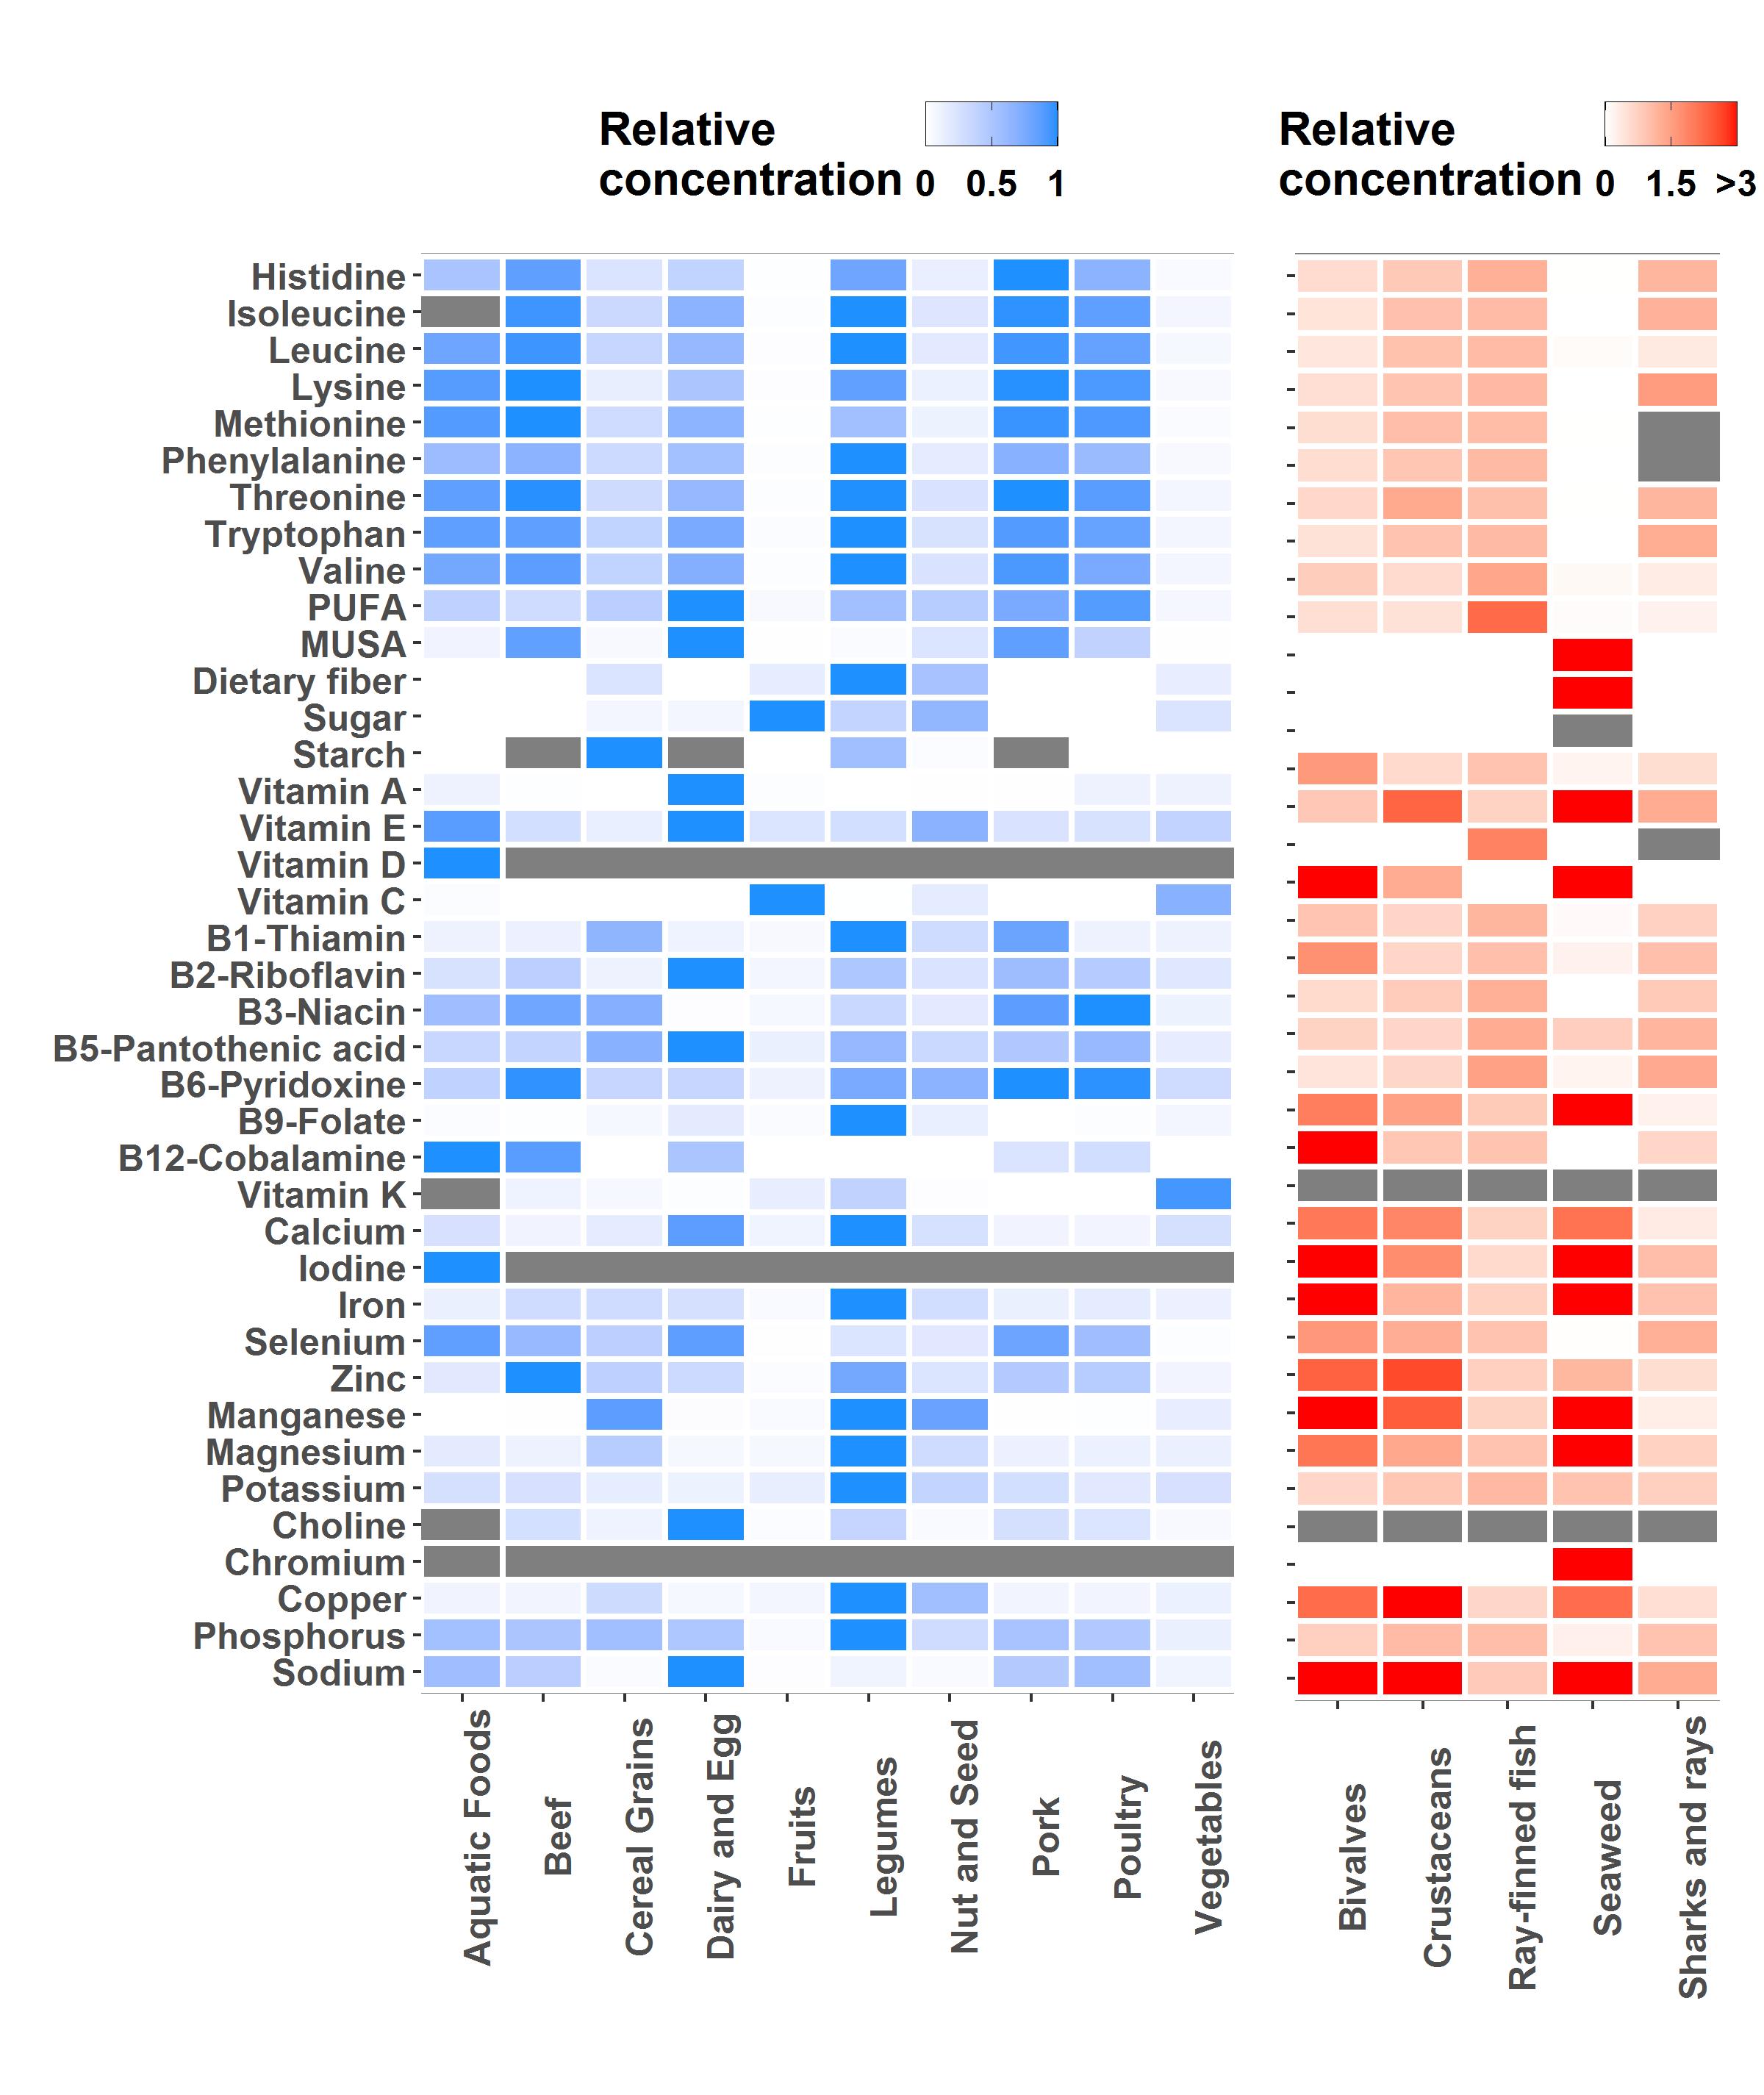 Relative
concentration 0 0.5 1
Relative
concentration 0 1.5 >3
Histidine
Isoleucine
Leucine
Lysine
Methionine
Phenylalanine
Threonine
Tryptophan
Valine
PUFA
MUSA
Dietary fiber
Sugar
Starch
Vitamin A
Vitamin E
Vitamin D
Vitamin C
B1-Thiamin
B2-Riboflavin
B3-Niacin
B5-Pantothenic acid
B6-Pyridoxine
B9-Folate
B12-Cobalamine
Vitamin K
Calcium
Iodine
Iron
Selenium
Zinc
Manganese
Magnesium
Potassium
Choline
Chromium
Copper
Phosphorus
Sodium
Aquatic Foods
Beef
Cereal Grains
Dairy and Egg
Fruits
Legumes
Nut and Seed
Pork
Poultry
Vegetables
Bivalves
Crustaceans
Ray-finned fish
Seaweed
Sharks and rays